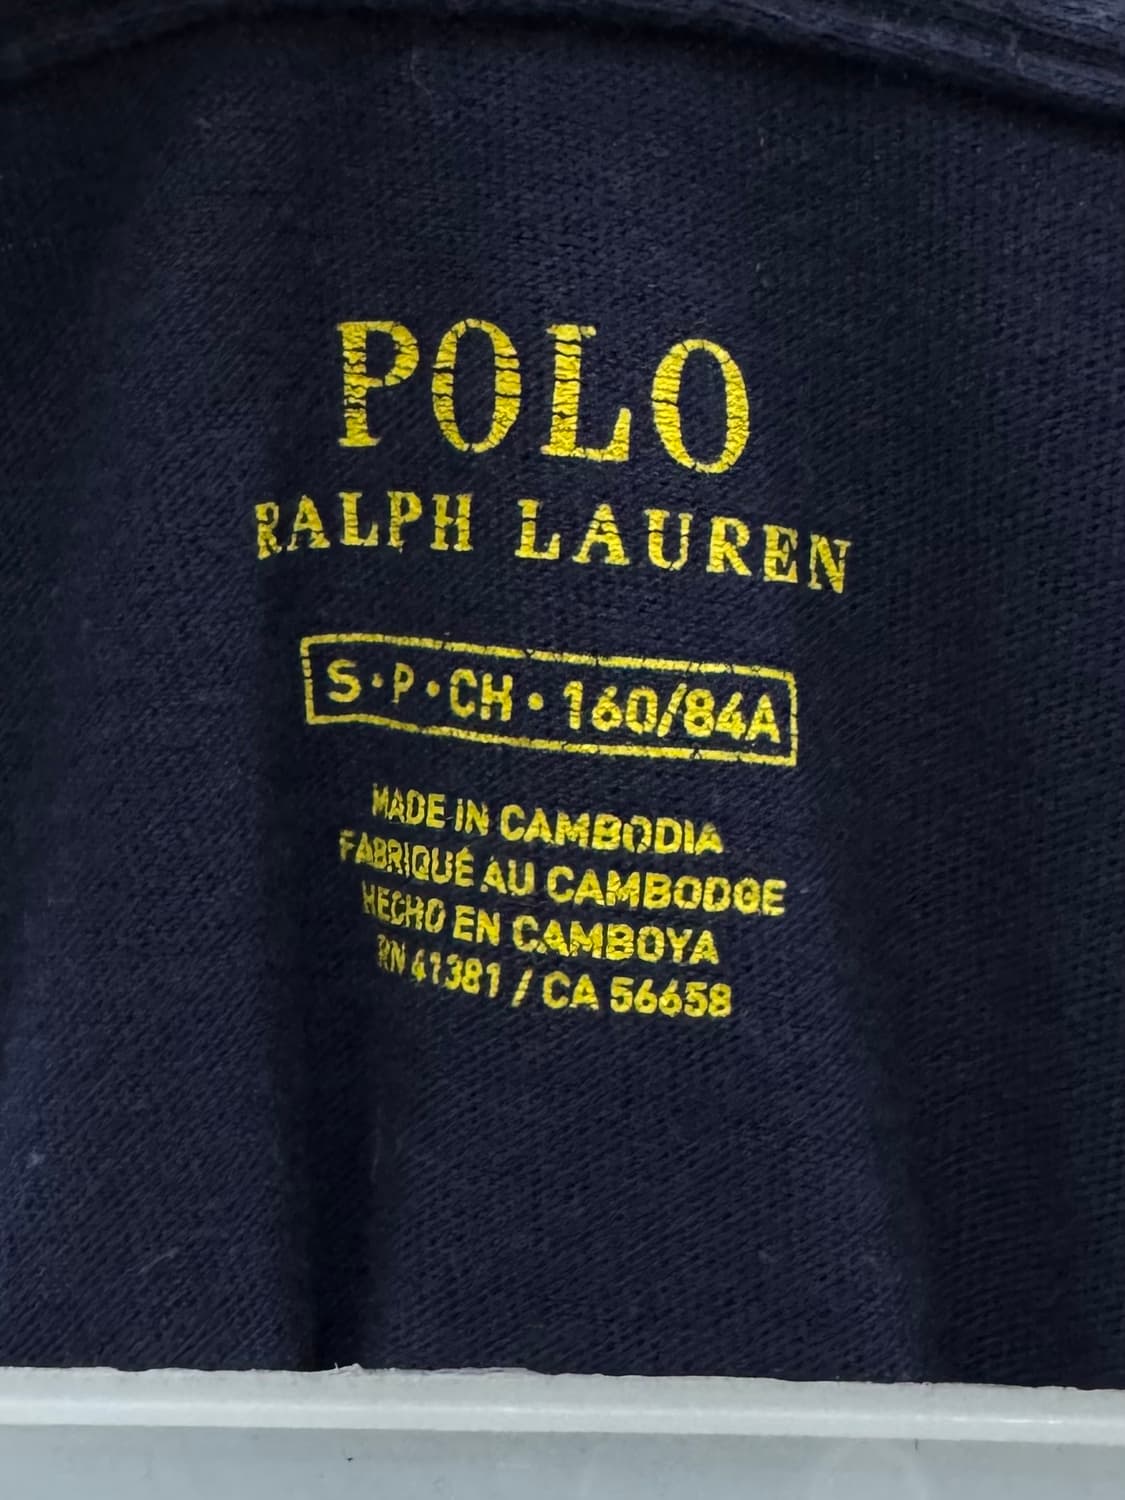 POLO
RALPH LAUREN
S•P•CH•160/84A
MADE IN CAMBODIA
FABRIQUÉ AU CAMBODGE
HECHO EN CAMBOYA
RN 41381 / CA 56658